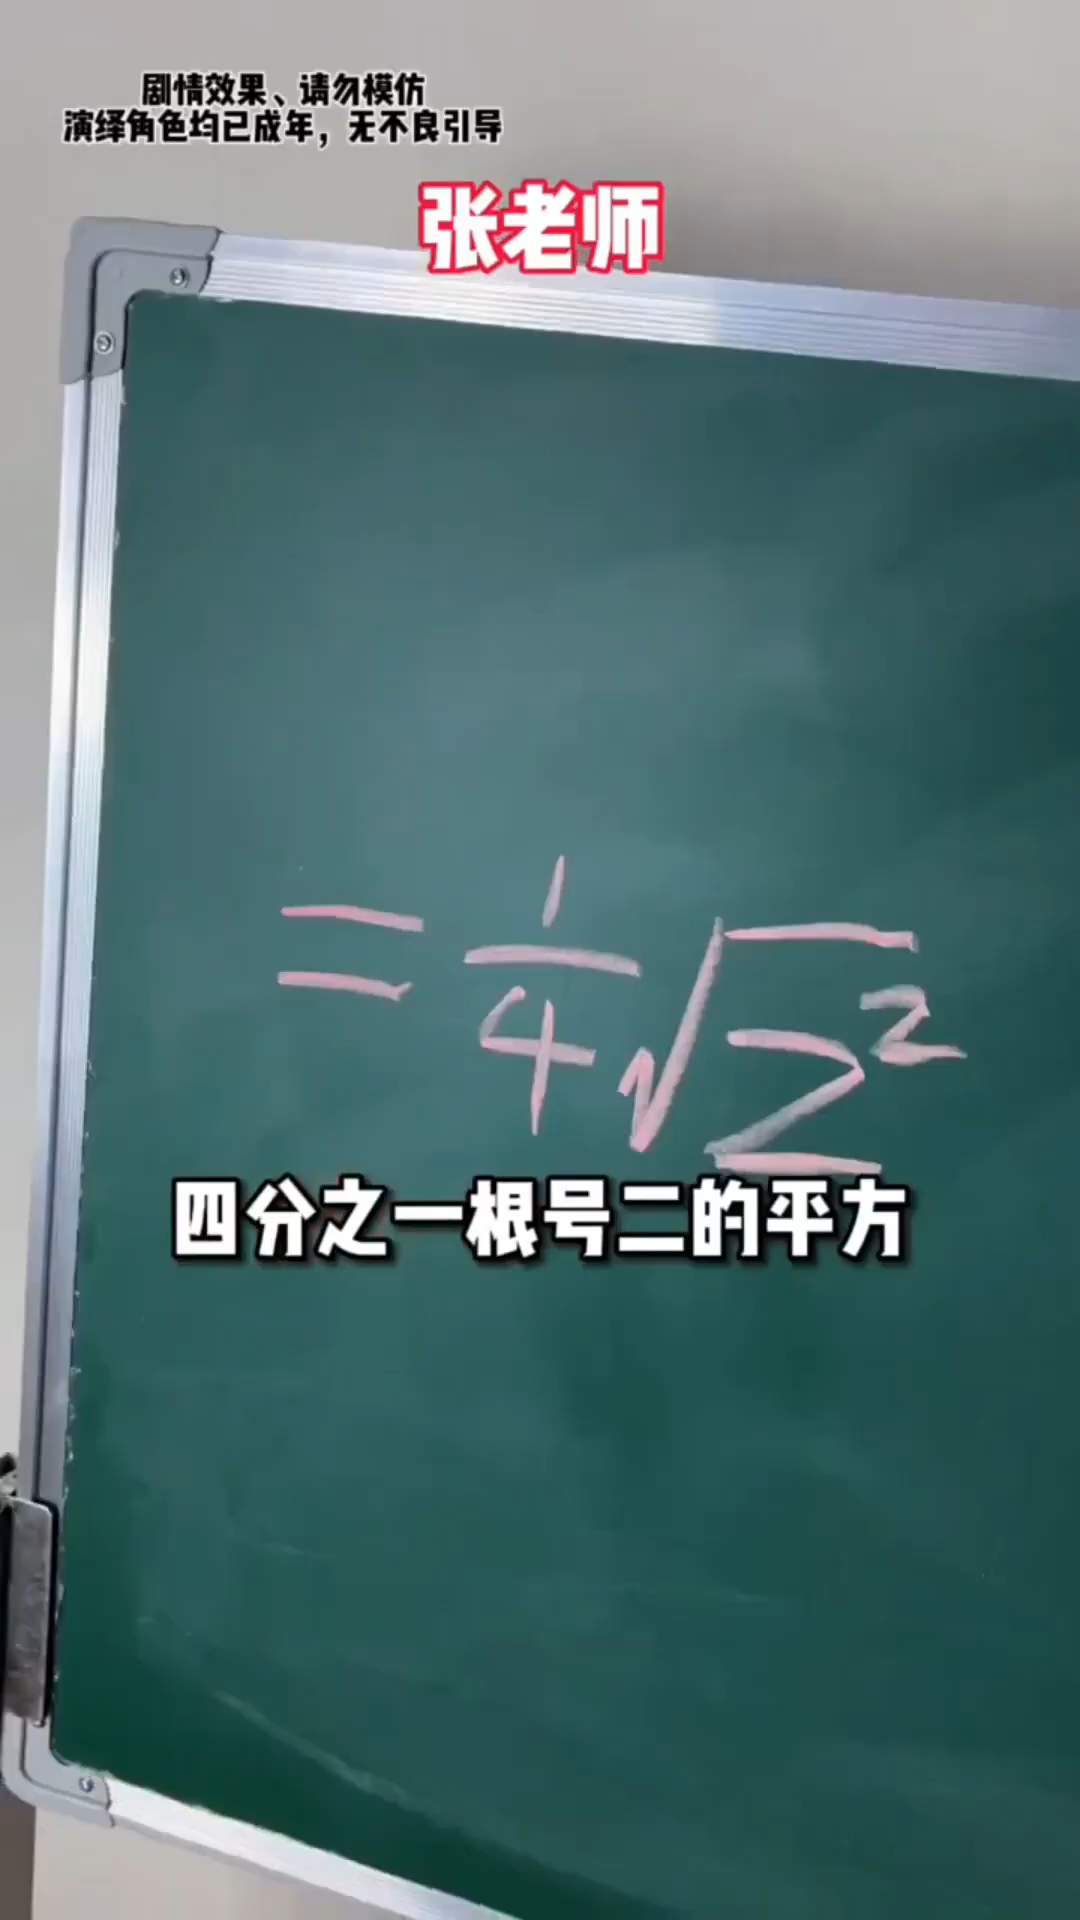 剧情效果、请勿模仿
演绎角色均已成年，无不良引导
张老师
= 1/4 √2²
四分之一根号二的平方